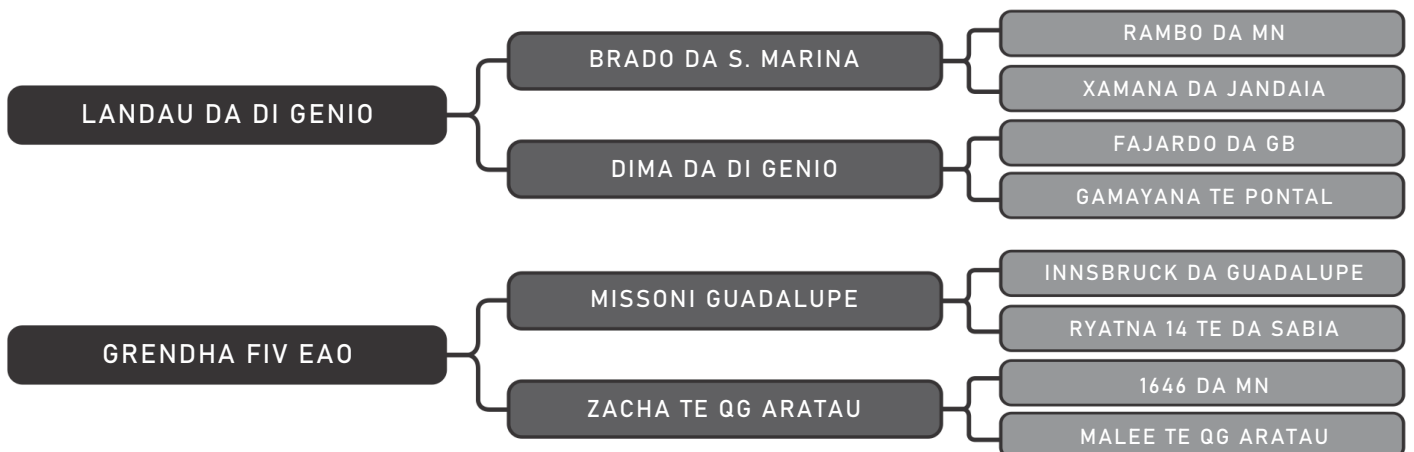 RAMBO DA MN
BRADO DA S. MARINA
XAMANA DA JANDAIA
LANDAU DA DI GENIO
FAJARDO DA GB
DIMA DA DI GENIO
GAMAYANA TE PONTAL
INNSBRUCK DA GUADALUPE
MISSONI GUADALUPE
RYATNA 14 TE DA SABIA
GRENDHA FIV EAO
1646 DA MN
ZACHA TE QG ARATAU
MALEE TE QG ARATAU